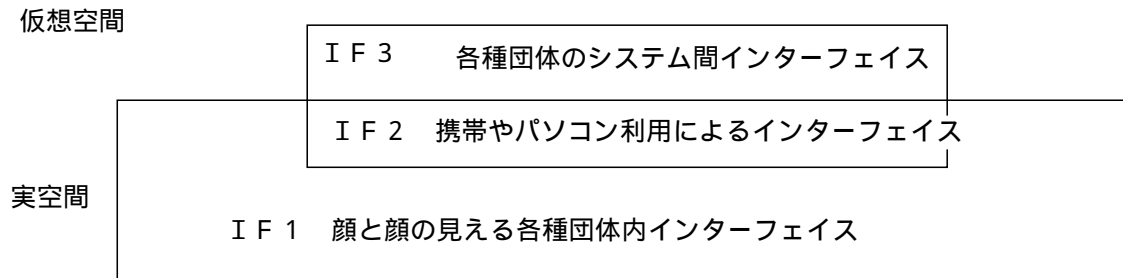 仮想空間
ＩＦ３　各種団体のシステム間インターフェイス
ＩＦ２　携帯やパソコン利用によるインターフェイス
実空間
ＩＦ１　顔と顔の見える各種団体内インターフェイス